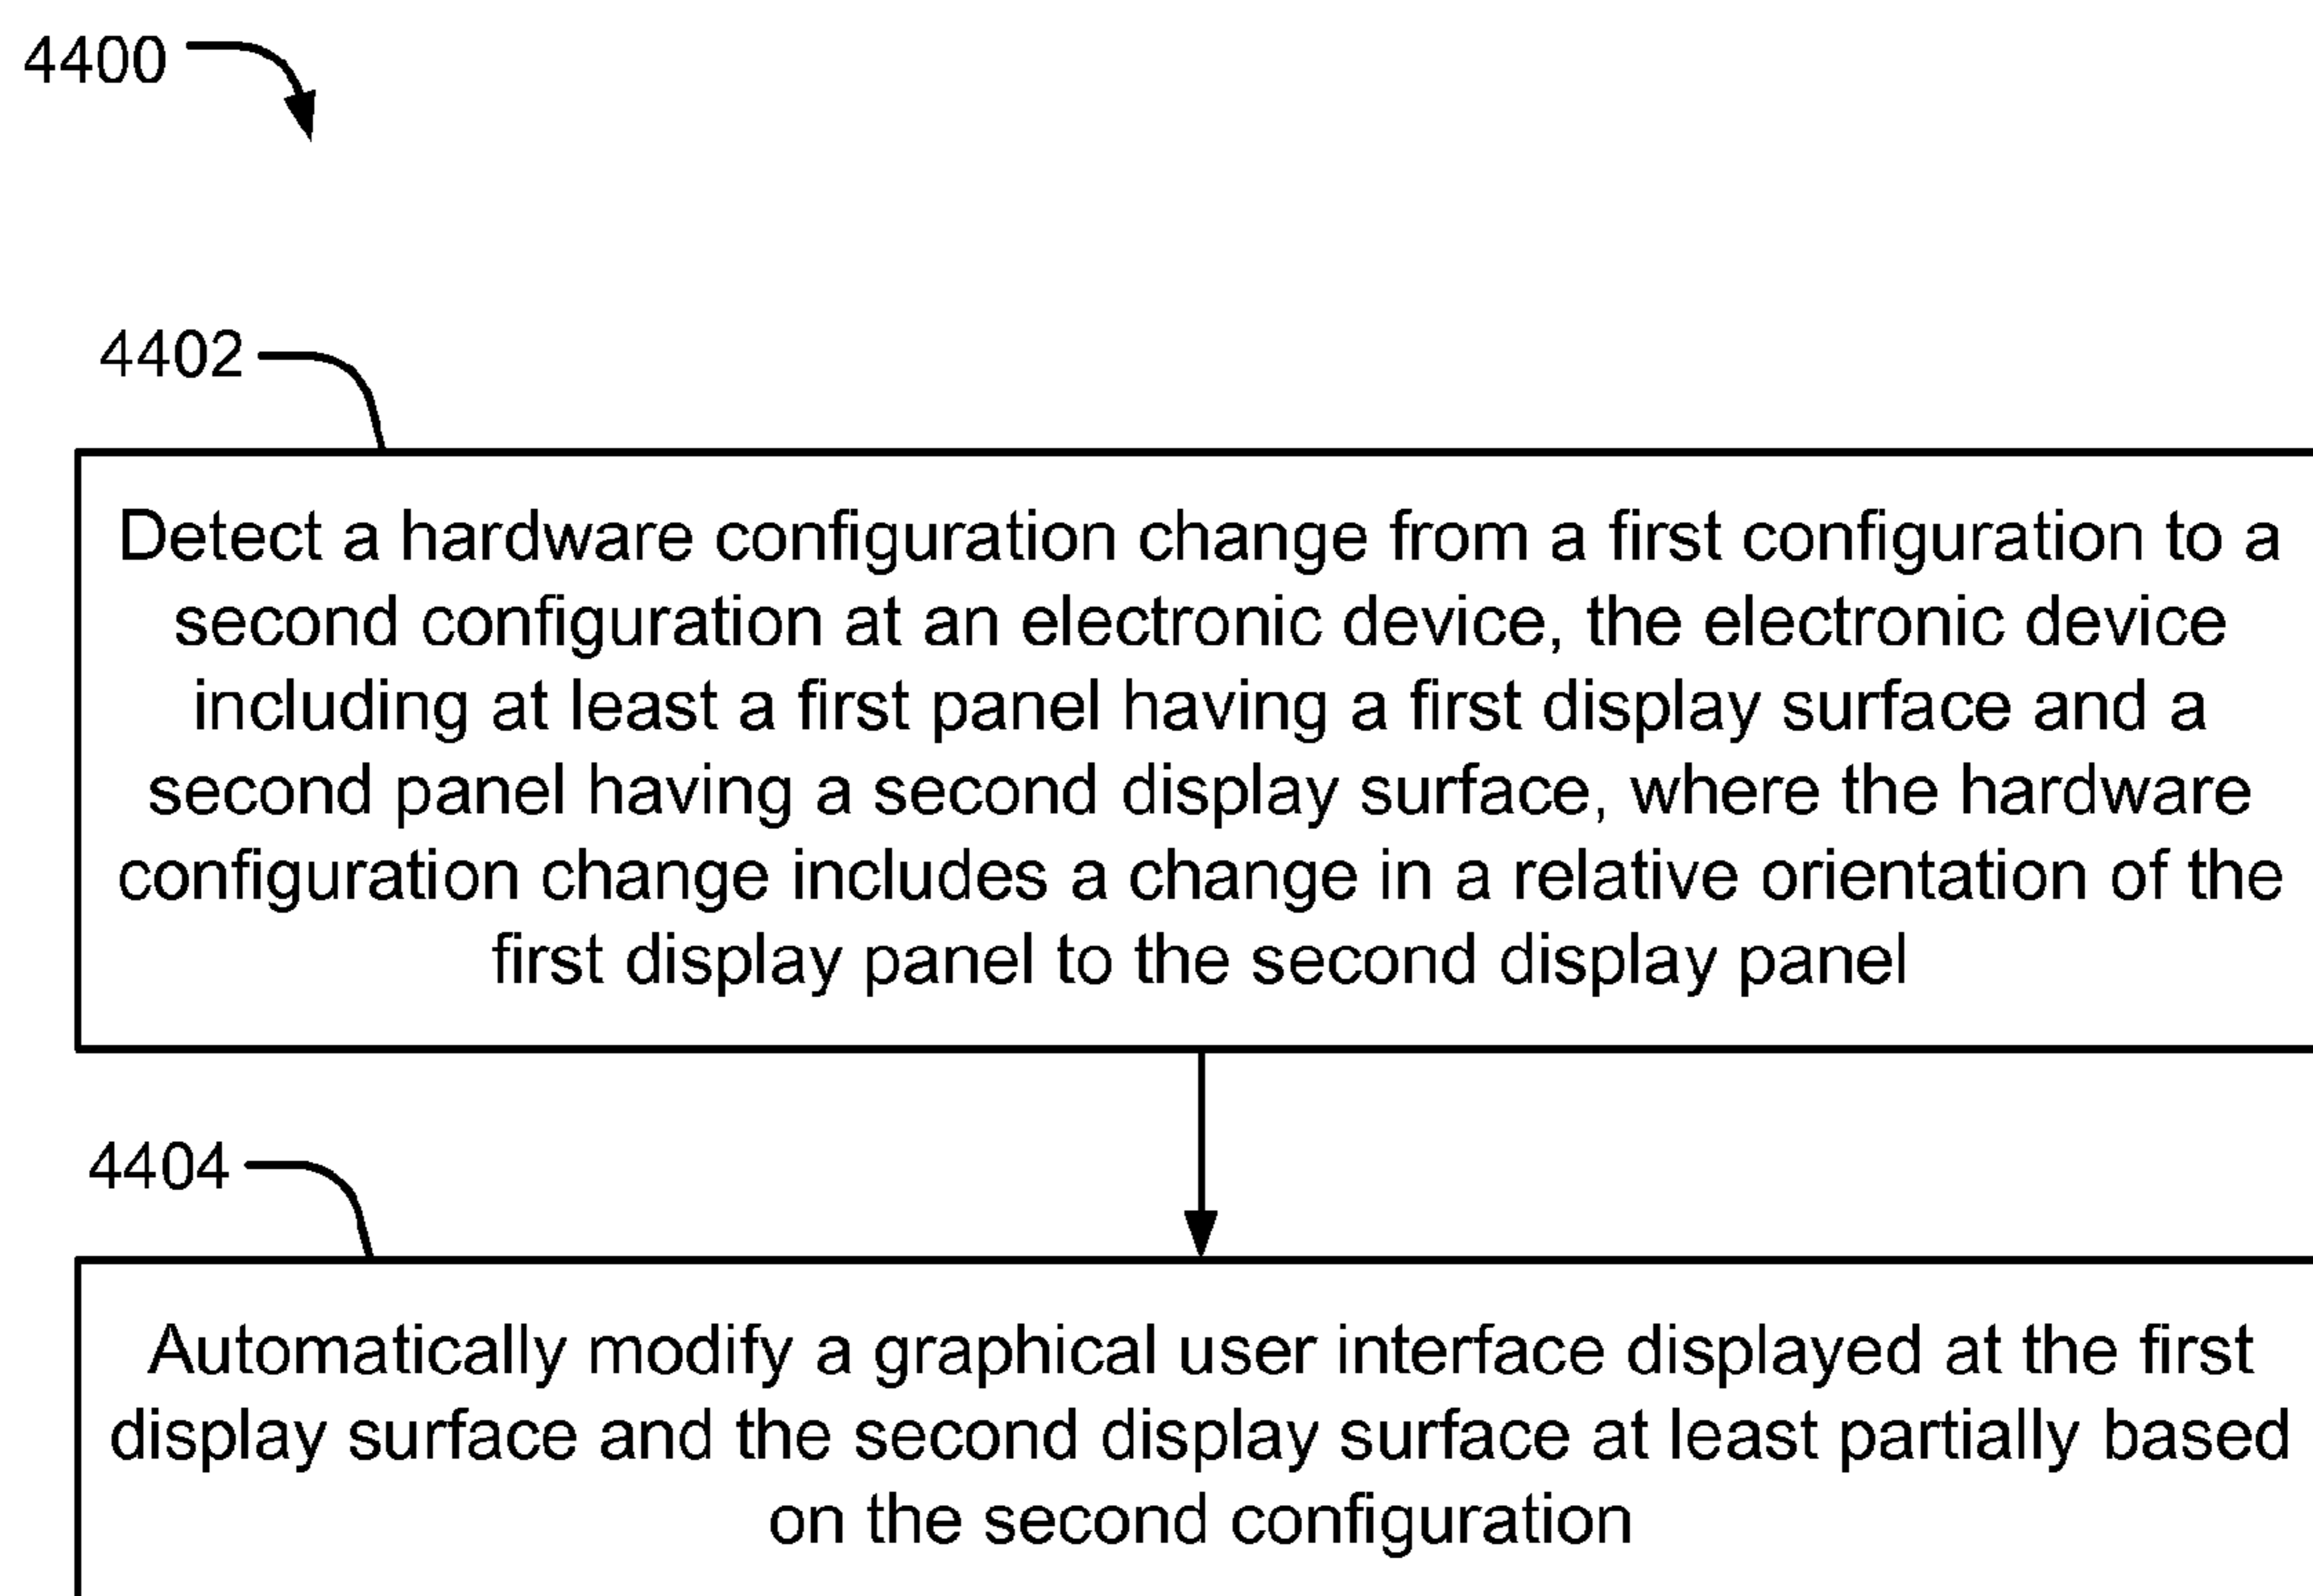 4400
4402
Detect a hardware configuration change from a first configuration to a
second configuration at an electronic device, the electronic device
including at least a first panel having a first display surface and a
second panel having a second display surface, where the hardware
configuration change includes a change in a relative orientation of the
first display panel to the second display panel
4404
Automatically modify a graphical user interface displayed at the first
display surface and the second display surface at least partially based
on the second configuration